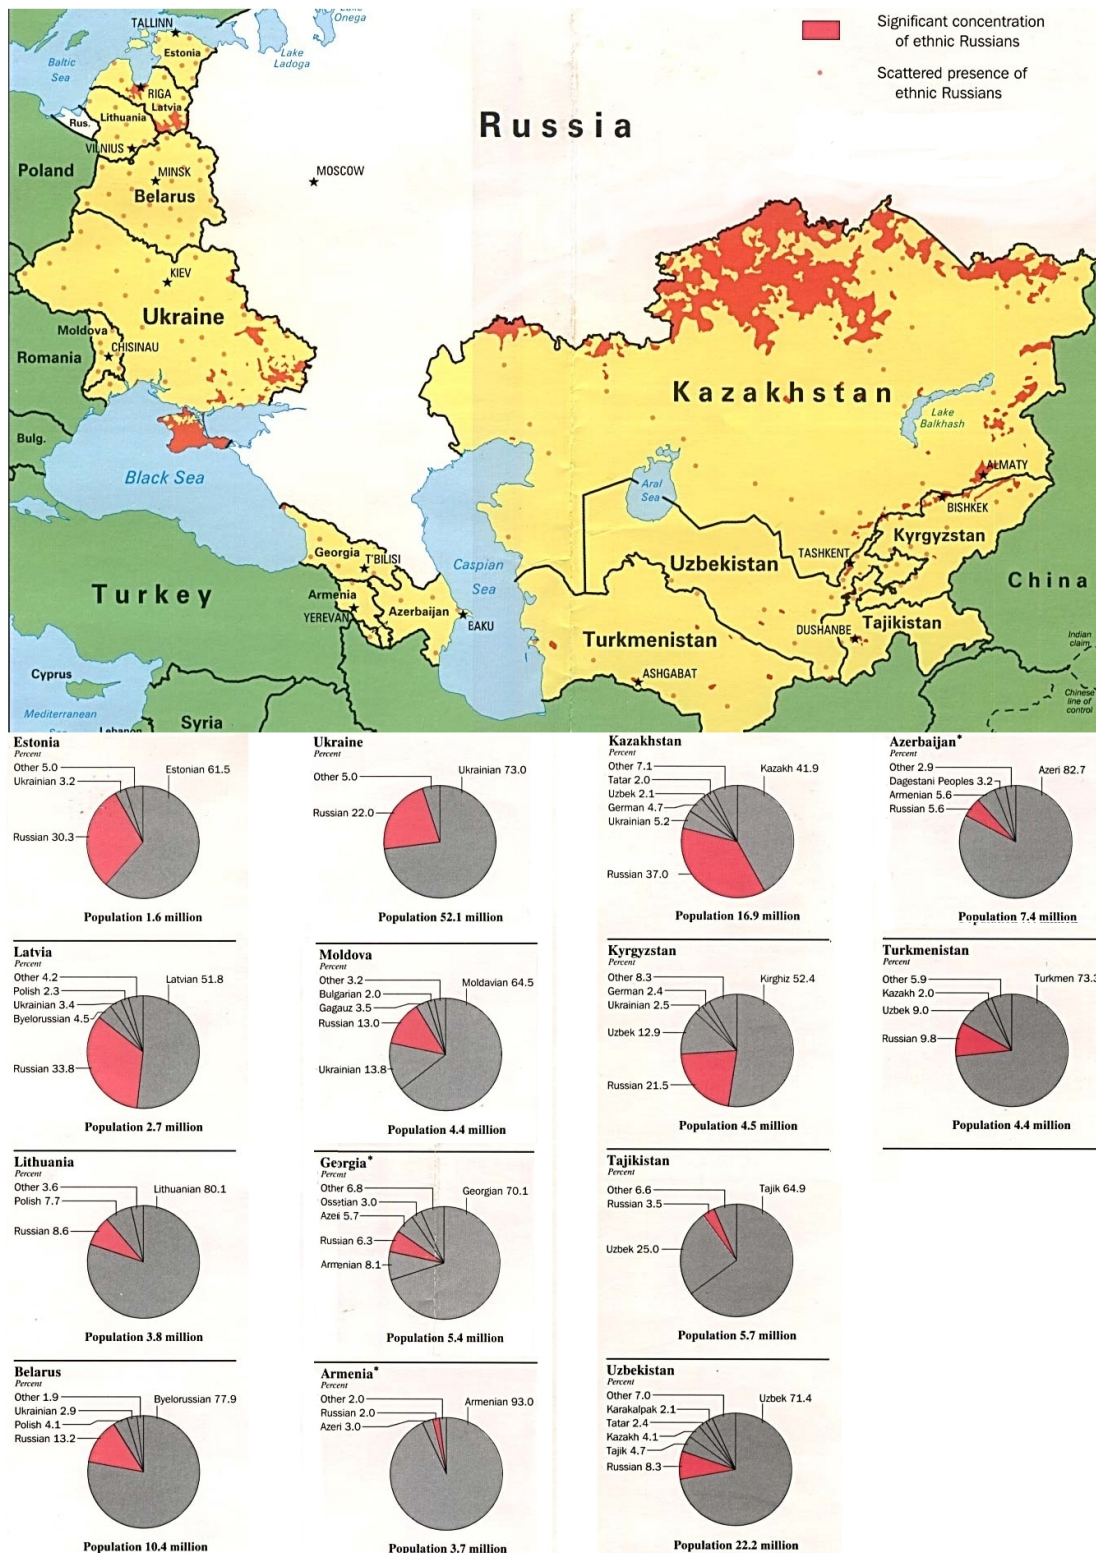 Significant concentration
of ethnic Russians
Scattered presence of
ethnic Russians
TALLINN
Lake
Onega
Lake
Ladoga
Baltic
Sea
Estonia
RIGA
Latvia
Lithuania
Rus.
VILNIUS
Russia
MOSCOW
Poland
MINSK
Belarus
KIEV
Ukraine
Moldova
CHISINAU
Romania
Bulg.
Black Sea
Kazakhstan
Lake
Balkhash
Aral
Sea
ALMATY
BISHKEK
Kyrgyzstan
TASHKENT
Uzbekistan
Georgia
T'BILISI
Caspian
Sea
Armenia
YEREVAN
Azerbaijan
BAKU
Turkey
China
DUSHANBE
Tajikistan
Turkmenistan
ASHGABAT
Indian
claim
Chinese
line of
control
Cyprus
Mediterranean
Syria
Lebanon
Estonia
Percent
Other 5.0
Ukrainian 3.2
Estonian 61.5
Russian 30.3
Population 1.6 million
Ukraine
Percent
Other 5.0
Ukrainian 73.0
Russian 22.0
Population 52.1 million
Kazakhstan
Percent
Other 7.1
Tatar 2.0
Uzbek 2.1
German 4.7
Ukrainian 5.2
Kazakh 41.9
Russian 37.0
Population 16.9 million
Azerbaijan*
Percent
Other 2.9
Dagestani Peoples 3.2
Armenian 5.6
Russian 5.6
Azeri 82.7
Population 7.4 million
Latvia
Percent
Other 4.2
Polish 2.3
Ukrainian 3.4
Byelorussian 4.5
Latvian 51.8
Russian 33.8
Population 2.7 million
Moldova
Percent
Other 3.2
Bulgarian 2.0
Gagauz 3.5
Russian 13.0
Moldavian 64.5
Ukrainian 13.8
Population 4.4 million
Kyrgyzstan
Percent
Other 8.3
German 2.4
Ukrainian 2.5
Uzbek 12.9
Kirghiz 52.4
Russian 21.5
Population 4.5 million
Turkmenistan
Percent
Other 5.9
Kazakh 2.0
Uzbek 9.0
Turkmen 73.3
Russian 9.8
Population 4.4 million
Lithuania
Percent
Other 3.6
Polish 7.7
Lithuanian 80.1
Russian 8.6
Population 3.8 million
Georgia*
Percent
Other 6.8
Ossetian 3.0
Azeri 5.7
Russian 6.3
Armenian 8.1
Georgian 70.1
Population 5.4 million
Tajikistan
Percent
Other 6.6
Russian 3.5
Tajik 64.9
Uzbek 25.0
Population 5.7 million
Belarus
Percent
Other 1.9
Ukrainian 2.9
Polish 4.1
Russian 13.2
Byelorussian 77.9
Population 10.4 million
Armenia*
Percent
Other 2.0
Russian 2.0
Azeri 3.0
Armenian 93.0
Population 3.7 million
Uzbekistan
Percent
Other 7.0
Karakalpak 2.1
Tatar 2.4
Kazakh 4.1
Tajik 4.7
Russian 8.3
Uzbek 71.4
Population 22.2 million